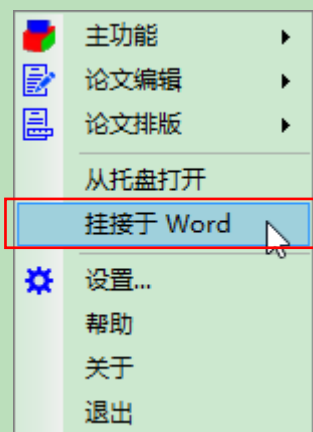 主功能
论文编辑
论文排版
从托盘打开
挂接于 Word
设置...
帮助
关于
退出